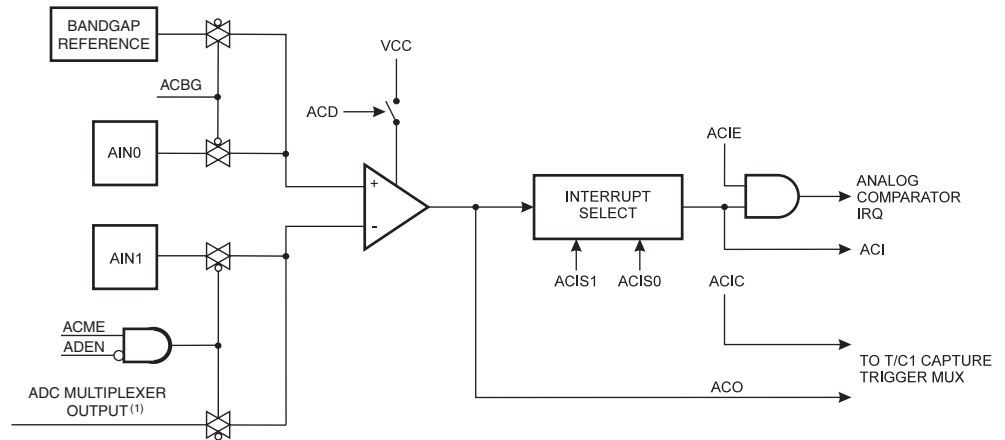 BANDGAP
REFERENCE
VCC
ACBG
ACD
AIN0
ACIE
+
INTERRUPT
SELECT
ANALOG
COMPARATOR
IRQ
-
AIN1
ACI
ACIS1 ACIS0 ACIC
ACME
ADEN
TO T/C1 CAPTURE
TRIGGER MUX
ADC MULTIPLEXER
OUTPUT (1)
ACO